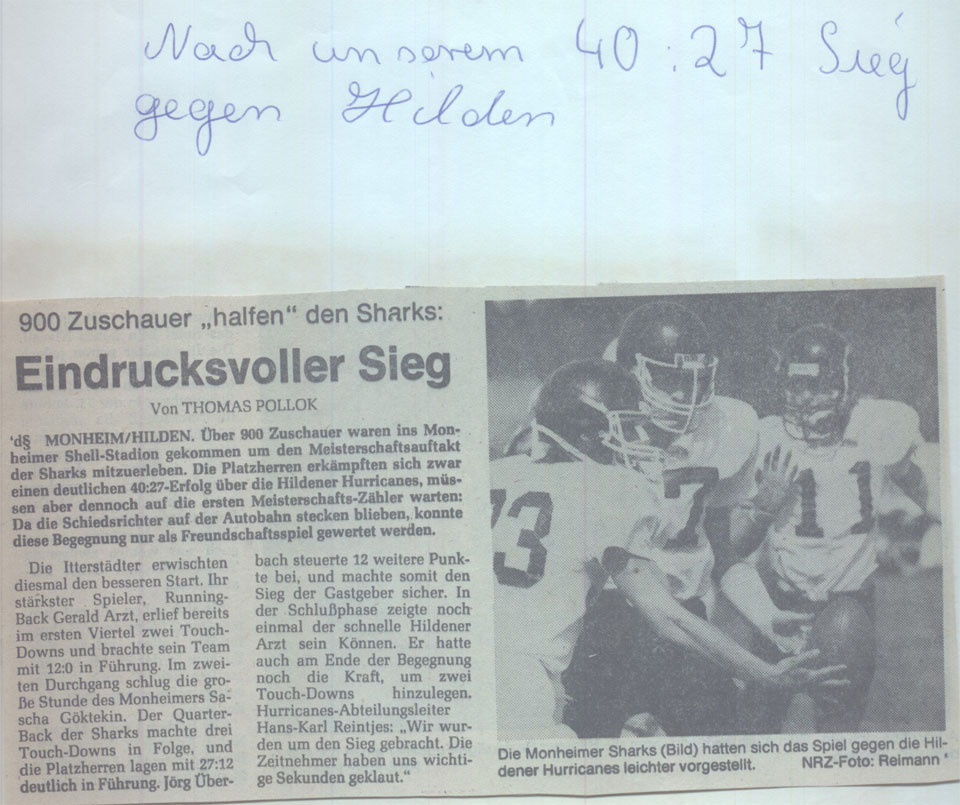 Nach unserem 40:27 Sieg
gegen Hilden
900 Zuschauer „halfen“ den Sharks:
Eindrucksvoller Sieg
Von THOMAS POLLOK
'd§ MONHEIM/HILDEN. Über 900 Zuschauer waren ins Mon-
heimer Shell-Stadion gekommen um den Meisterschaftsauftakt
der Sharks mitzuerleben. Die Platzherren erkämpften sich zwar
einen deutlichen 40:27-Erfolg über die Hildener Hurricanes, müs-
sen aber dennoch auf die ersten Meisterschafts-Zähler warten:
Da die Schiedsrichter auf der Autobahn stecken blieben, konnte
diese Begegnung nur als Freundschaftsspiel gewertet werden.
Die Itterstädter erwischten
diesmal den besseren Start. Ihr
stärkster Spieler, Running-
Back Gerald Arzt, erlief bereits
im ersten Viertel zwei Touch-
Downs und brachte sein Team
mit 12:0 in Führung. Im zwei-
ten Durchgang schlug die gro-
ße Stunde des Monheimers Sa-
scha Göktekin. Der Quarter-
Back der Sharks machte drei
Touch-Downs in Folge, und
die Platzherren lagen mit 27:12
deutlich in Führung. Jörg Über-
bach steuerte 12 weitere Punk-
te bei, und machte somit den
Sieg der Gastgeber sicher. In
der Schlußphase zeigte noch
einmal der schnelle Hildener
Arzt sein Können. Er hatte
auch am Ende der Begegnung
noch die Kraft, um zwei
Touch-Downs hinzulegen.
Hurricanes-Abteilungsleiter
Hans-Karl Reintjes: „Wir wur-
den um den Sieg gebracht. Die
Zeitnehmer haben uns wichti-
ge Sekunden geklaut.“
73
7
11
Die Monheimer Sharks (Bild) hatten sich das Spiel gegen die Hil-
dener Hurricanes leichter vorgestellt. NRZ-Foto: Reimann